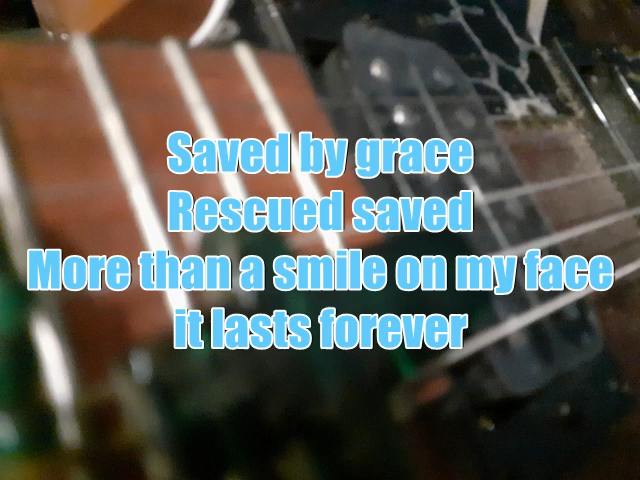 Saved by grace
Rescued saved
More than a smile on my face
it lasts forever